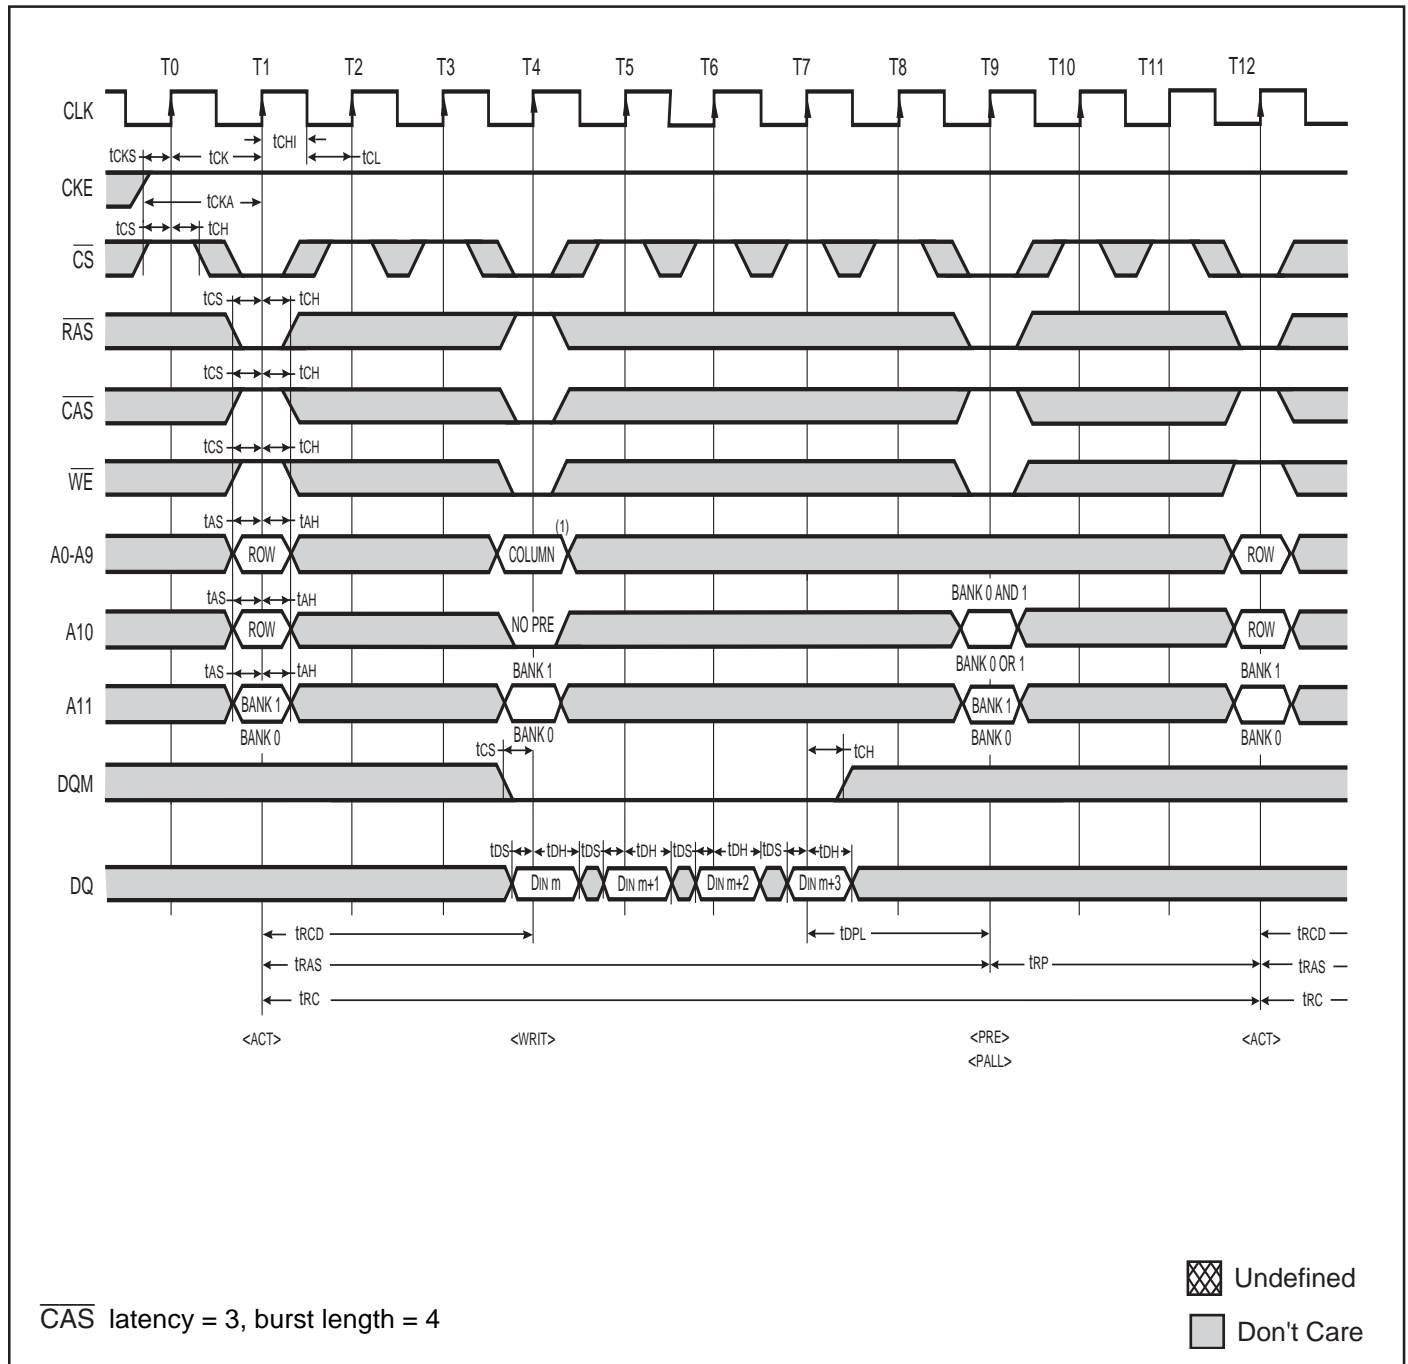 T0 T1 T2 T3 T4 T5 T6 T7 T8 T9 T10 T11 T12
CLK
tCHI
tCKS tCK tCL
CKE
tCKA
tCS tCH
CS
tCS tCH
RAS
tCS tCH
CAS
tCS tCH
WE
tAS tAH (1)
A0-A9 ROW COLUMN ROW
tAS tAH BANK 0 AND 1
A10 ROW NO PRE ROW
tAS tAH BANK 1 BANK 0 OR 1 BANK 1
A11 BANK 1 BANK 1
BANK 0 BANK 0 BANK 0 BANK 0
tCS tCH
DQM
tDS tDH tDS tDH tDS tDH tDS tDH
DQ DIN m DIN m+1 DIN m+2 DIN m+3
tRCD tDPL tRCD
tRAS tRP tRAS
tRC tRC
<ACT> <WRIT> <PRE> <ACT>
<PALL>
Undefined
CAS latency = 3, burst length = 4
Don't Care